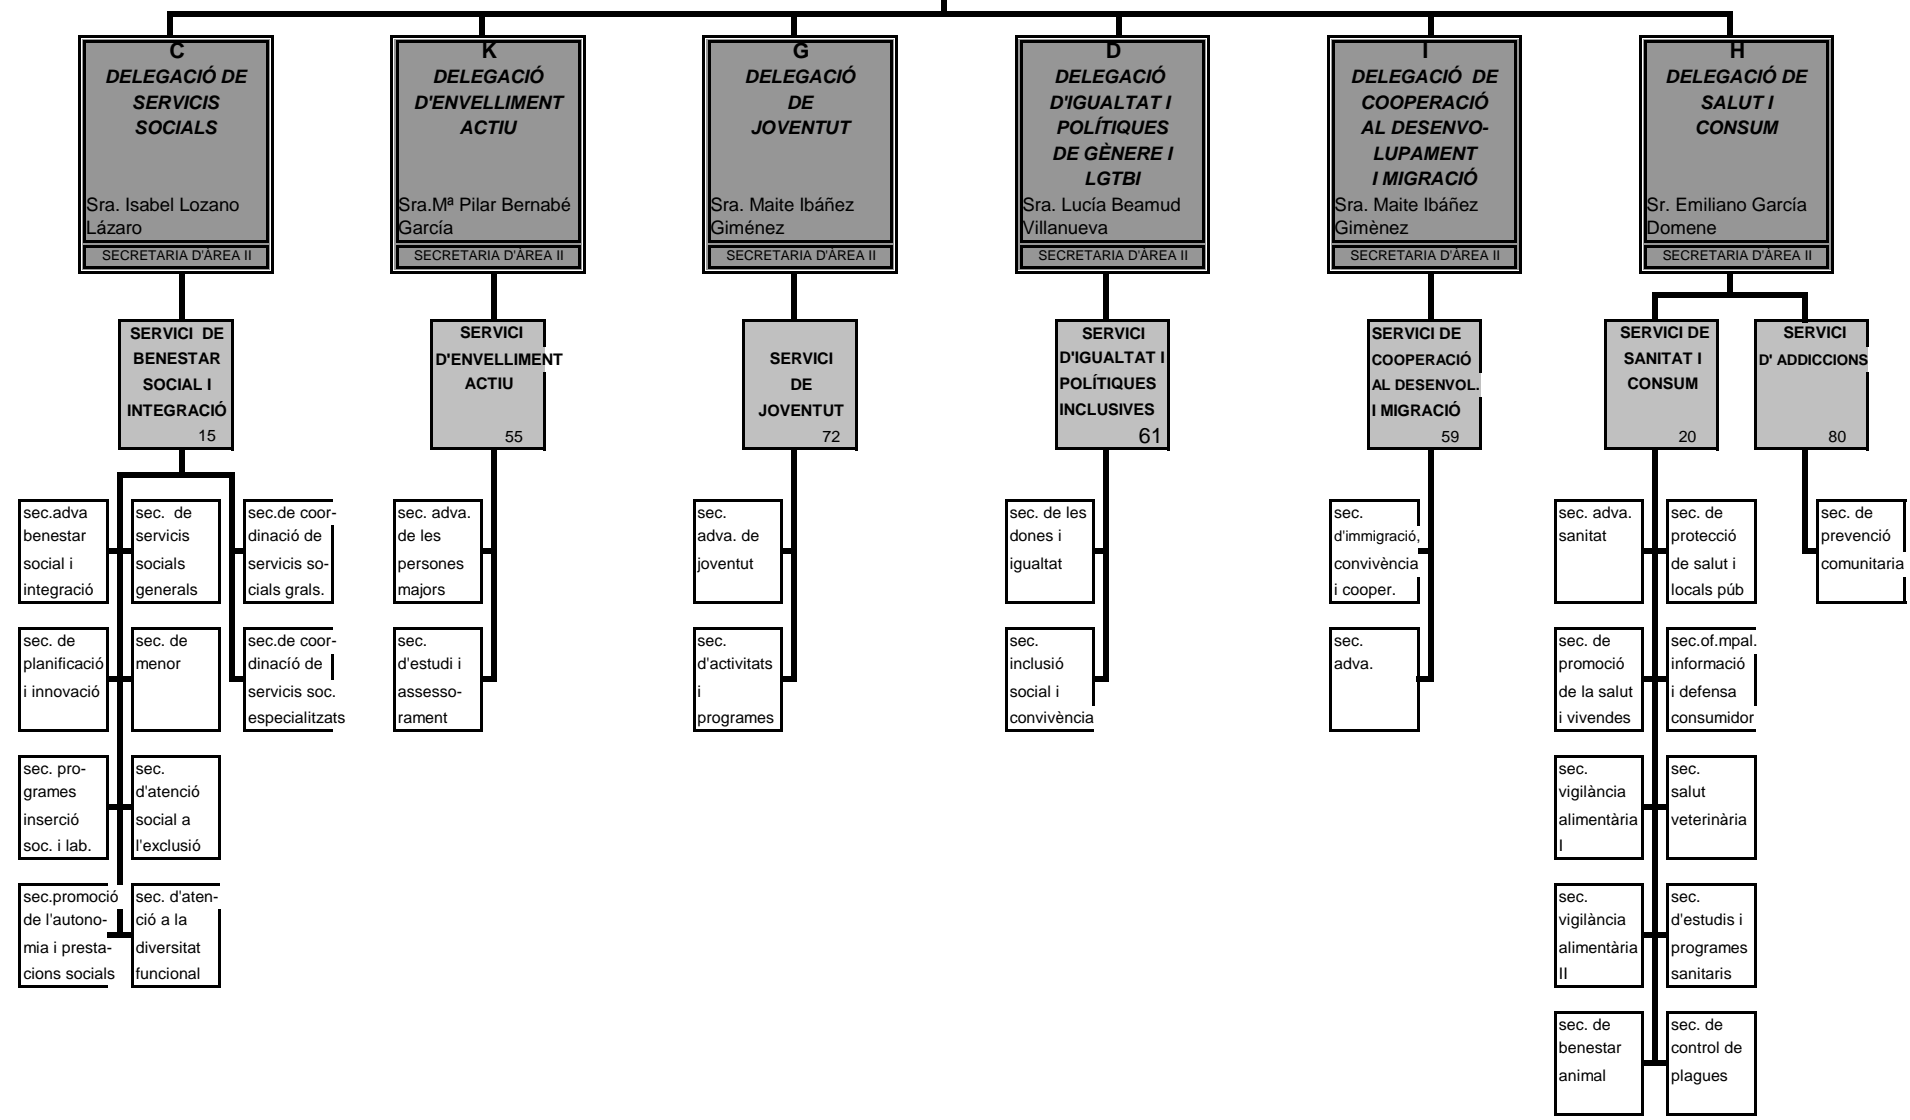 C
DELEGACIÓ DE
SERVICIS
SOCIALS
Sra. Isabel Lozano
Lázaro
SECRETARIA D'ÀREA II
K
DELEGACIÓ
D'ENVELLIMENT
ACTIU
Sra.Mª Pilar Bernabé
García
SECRETARIA D'ÀREA II
G
DELEGACIÓ
DE
JOVENTUT
Sra. Maite Ibáñez
Giménez
SECRETARIA D'ÀREA II
D
DELEGACIÓ
D'IGUALTAT I
POLÍTIQUES
DE GÈNERE I
LGTBI
Sra. Lucía Beamud
Villanueva
SECRETARIA D'ÀREA II
I
DELEGACIÓ DE
COOPERACIÓ
AL DESENVO-
LUPAMENT
I MIGRACIÓ
Sra. Maite Ibáñez
Gimènez
SECRETARIA D'ÀREA II
H
DELEGACIÓ DE
SALUT I
CONSUM
Sr. Emiliano García
Domene
SECRETARIA D'ÀREA II
SERVICI DE
BENESTAR
SOCIAL I
INTEGRACIÓ
15
SERVICI
D'ENVELLIMENT
ACTIU
55
SERVICI
DE
JOVENTUT
72
SERVICI
D'IGUALTAT I
POLÍTIQUES
INCLUSIVES
61
SERVICI DE
COOPERACIÓ
AL DESENVOL.
I MIGRACIÓ
59
SERVICI DE
SANITAT I
CONSUM
20
SERVICI
D' ADDICCIONS
80
sec.adva
benestar
social i
integració
sec. de
servicis
socials
generals
sec.de coor-
dinació de
servicis so-
cials grals.
sec. adva.
de les
persones
majors
sec.
adva. de
joventut
sec. de les
dones i
igualtat
sec.
d'immigració,
convivència
i cooper.
sec. adva.
sanitat
sec. de
protecció
de salut i
locals púb
sec. de
prevenció
comunitaria
sec. de
planificació
i innovació
sec. de
menor
sec.de coor-
dinacíó de
servicis soc.
especialitzats
sec.
d'estudi i
assesso-
rament
sec.
d'activitats
i
programes
sec.
inclusió
social i
convivència
sec.
adva.
sec. de
promoció
de la salut
i vivendes
sec.of.mpal.
informació
i defensa
consumidor
sec. pro-
grames
inserció
soc. i lab.
sec.
d'atenció
social a
l'exclusió
sec.
vigilància
alimentària
I
sec.
salut
veterinària
sec.promoció
de l'autono-
mia i presta-
cions socials
sec. d'aten-
ció a la
diversitat
funcional
sec.
vigilància
alimentària
II
sec.
d'estudis i
programes
sanitaris
sec. de
benestar
animal
sec. de
control de
plagues